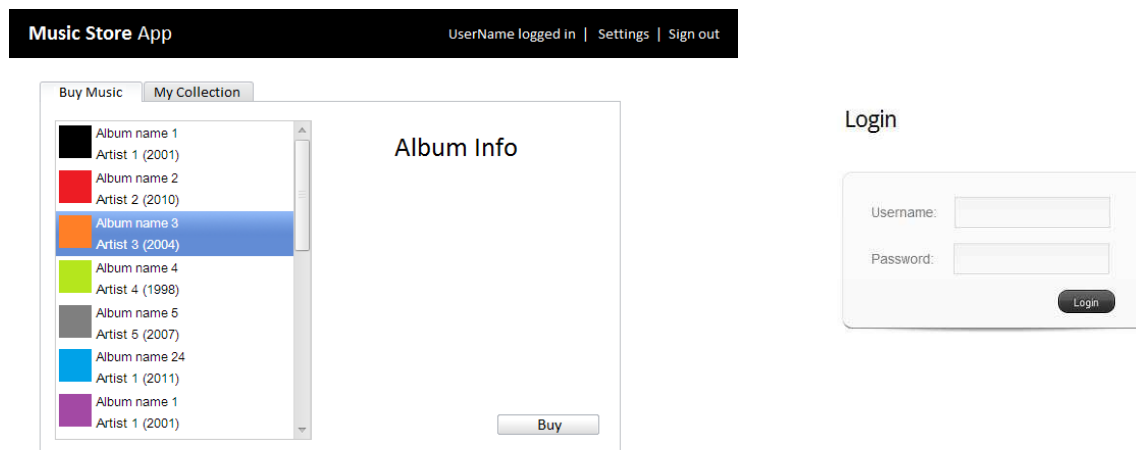 Music Store App
UserName logged in | Settings | Sign out
Buy Music
My Collection
Album name 1
Artist 1 (2001)
Album name 2
Artist 2 (2010)
Album name 3
Artist 3 (2004)
Album name 4
Artist 4 (1998)
Album name 5
Artist 5 (2007)
Album name 24
Artist 1 (2011)
Album name 1
Artist 1 (2001)
Album Info
Buy
Login
Username:
Password:
Login